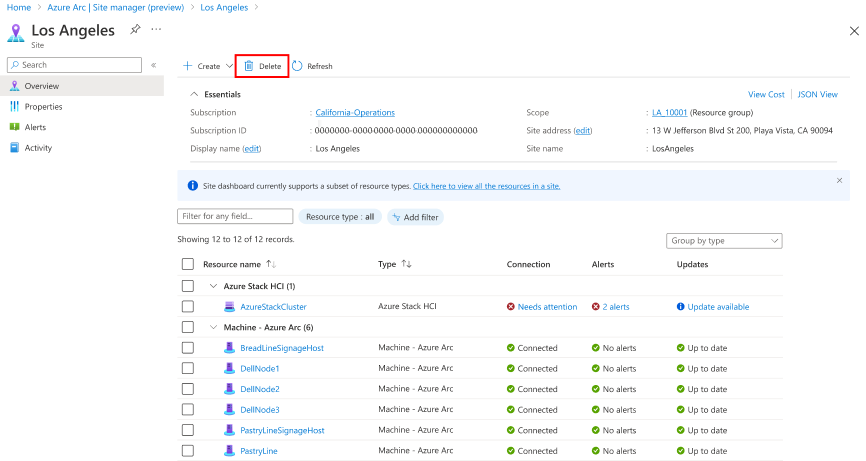 Home > Azure Arc | Site manager (preview) > Los Angeles >
Los Angeles ...
Site
Search «
Overview
Properties
Alerts
Activity
Create Delete Refresh
Essentials View Cost JSON View
Subscription : California-Operations Scope : LA_10001 (Resource group)
Subscription ID : 0000000-0000-0000-0000-000000000000 Site address (edit) : 13 W Jefferson Blvd St 200, Playa Vista, CA 90094
Display name (edit) : Los Angeles Site name : LosAngeles
Site dashboard currently supports a subset of resource types. Click here to view all the resources in a site.
Filter for any field... Resource type : all Add filter
Showing 12 to 12 of 12 records. Group by type
Resource name ↑↓ Type ↑↓ Connection Alerts Updates
Azure Stack HCI (1)
AzureStackCluster Azure Stack HCI Needs attention 2 alerts Update available
Machine - Azure Arc (6)
BreadLineSignageHost Machine - Azure Arc Connected No alerts Up to date
DellNode1 Machine - Azure Arc Connected No alerts Up to date
DellNode2 Machine - Azure Arc Connected No alerts Up to date
DellNode3 Machine - Azure Arc Connected No alerts Up to date
PastryLineSignageHost Machine - Azure Arc Connected No alerts Up to date
PastryLine Machine - Azure Arc Connected No alerts Up to date